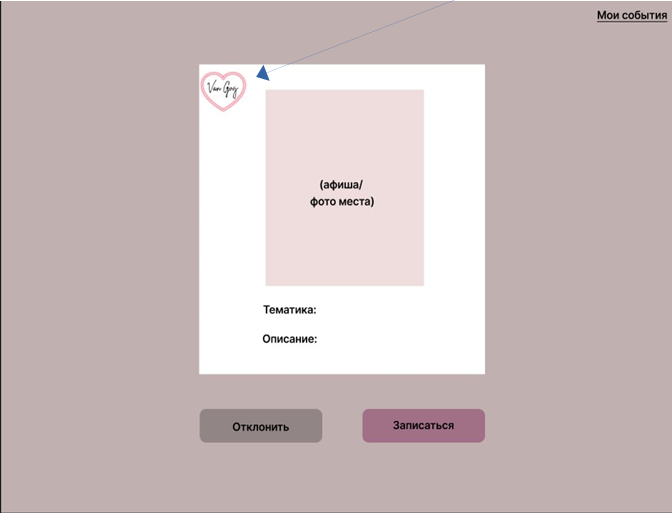 Мои события
Van Gog
(афиша/
фото места)
Тематика:
Описание:
Отклонить
Записаться